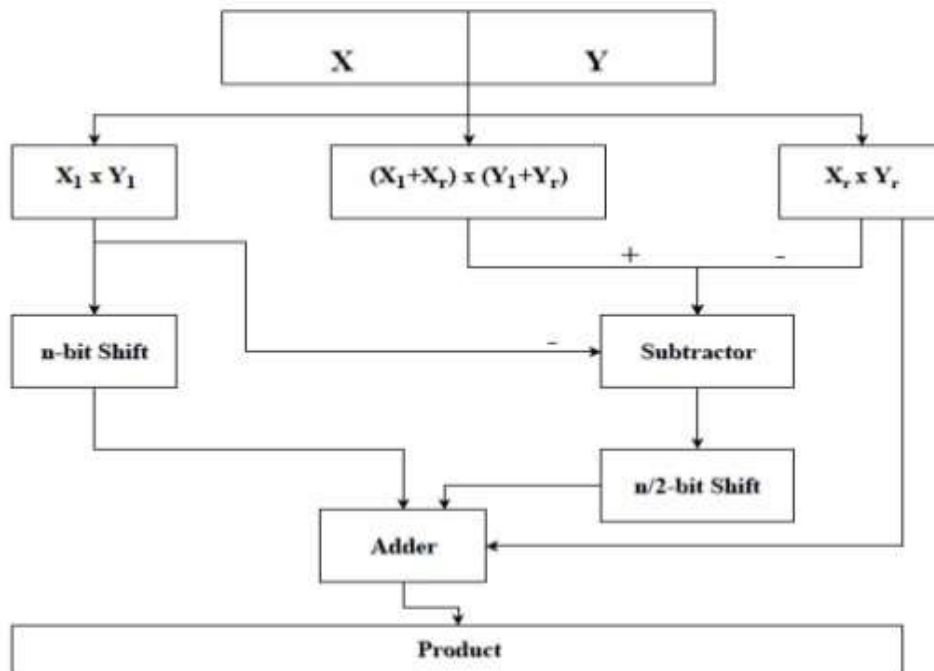 X Y
X₁ x Y₁
(X₁+Xᵣ) x (Y₁+Yᵣ)
Xᵣ x Yᵣ
+ -
n-bit Shift
-
Subtractor
n/2-bit Shift
Adder
Product